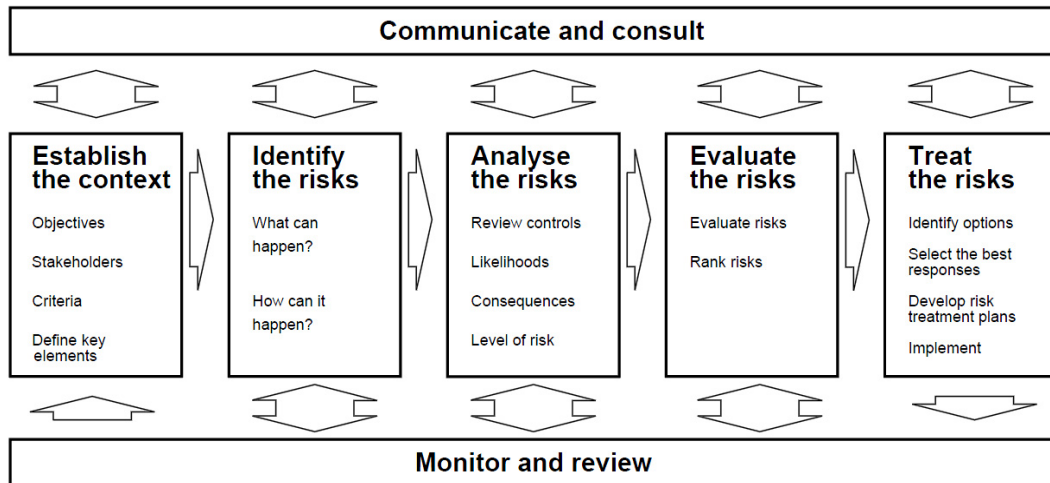 Communicate and consult
Establish
the context
Objectives
Stakeholders
Criteria
Define key
elements
Identify
the risks
What can
happen?
How can it
happen?
Analyse
the risks
Review controls
Likelihoods
Consequences
Level of risk
Evaluate
the risks
Evaluate risks
Rank risks
Treat
the risks
Identify options
Select the best
responses
Develop risk
treatment plans
Implement
Monitor and review